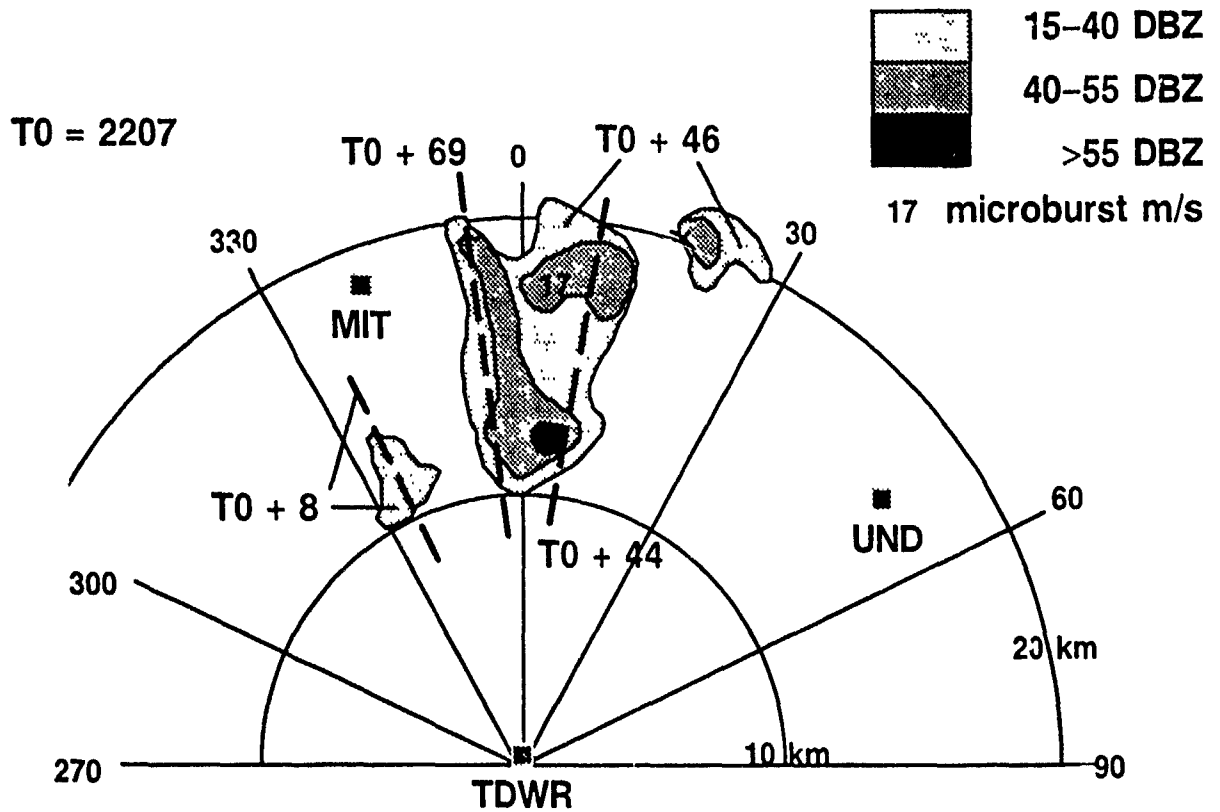 15–40 DBZ
40–55 DBZ
>55 DBZ
17 microburst m/s
T0 = 2207
T0 + 69
0
T0 + 46
330
30
MIT
17
T0 + 8
T0 + 44
UND
60
300
20 km
10 km
270
90
TDWR